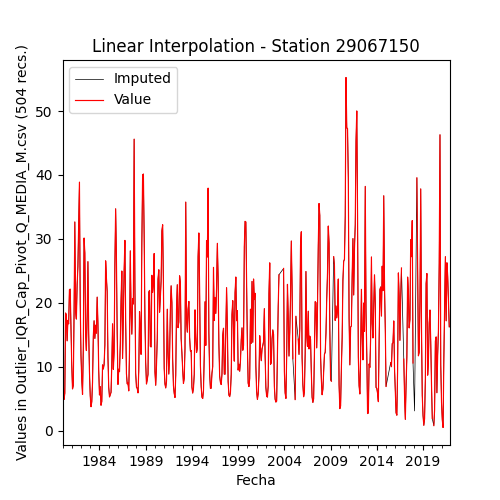 Linear Interpolation - Station 29067150
Imputed
Value
Values in Outlier_IQR_Cap_Pivot_Q_MEDIA_M.csv (504 recs.)
50
40
30
20
10
0
1984 1989 1994 1999 2004 2009 2014 2019
Fecha